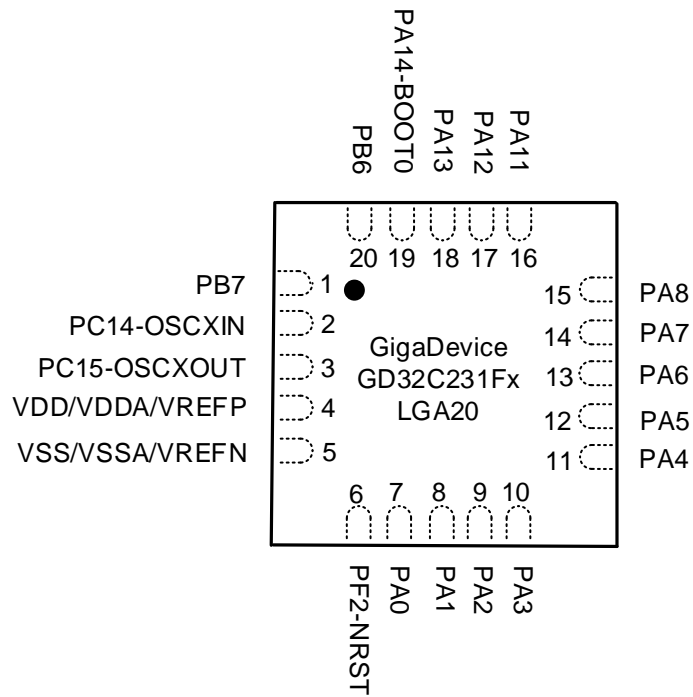 PB6
PA14-BOOT0
PA13
PA12
PA11
20
19
18
17
16
PB7
1
PC14-OSCXIN
2
PC15-OSCXOUT
3
VDD/VDDA/VREFP
4
VSS/VSSA/VREFN
5
GigaDevice
GD32C231Fx
LGA20
15
PA8
14
PA7
13
PA6
12
PA5
11
PA4
6
7
8
9
10
PF2-NRST
PA0
PA1
PA2
PA3